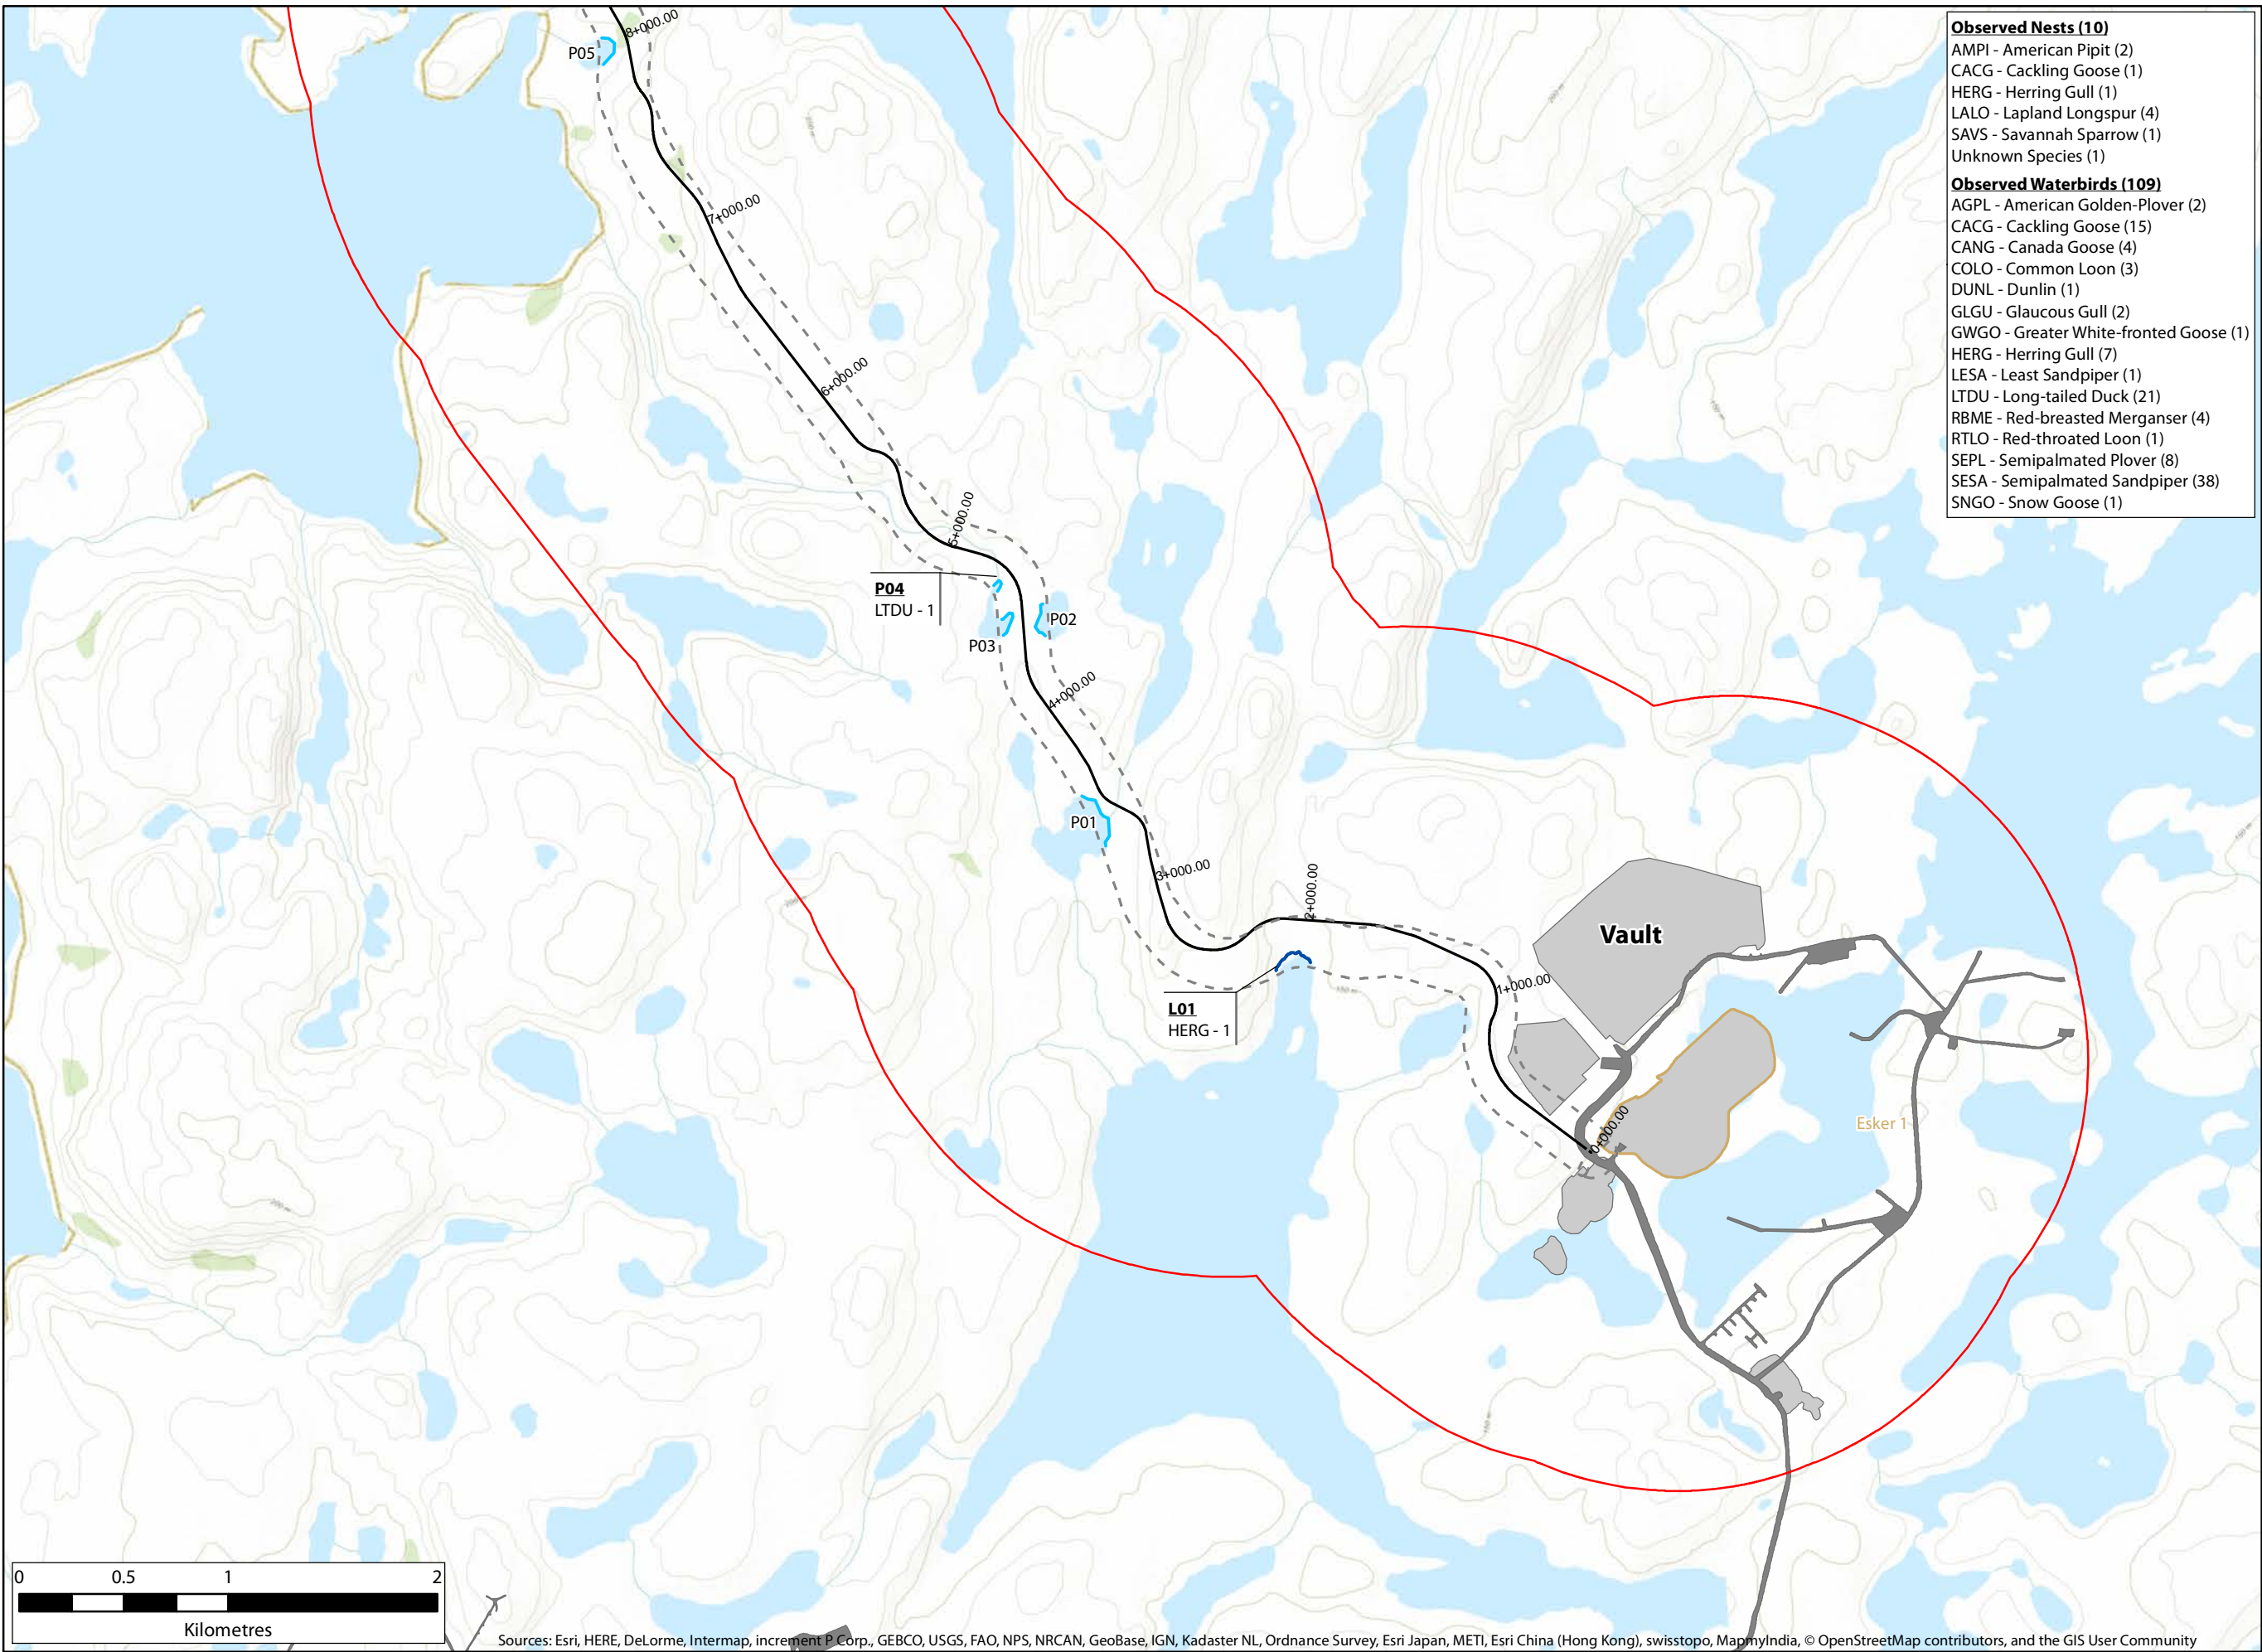 Observed Nests (10)
AMPI - American Pipit (2)
CACG - Cackling Goose (1)
HERG - Herring Gull (1)
LALO - Lapland Longspur (4)
SAVS - Savannah Sparrow (1)
Unknown Species (1)
Observed Waterbirds (109)
AGPL - American Golden-Plover (2)
CACG - Cackling Goose (15)
CANG - Canada Goose (4)
COLO - Common Loon (3)
DUNL - Dunlin (1)
GLGU - Glaucous Gull (2)
GWGO - Greater White-fronted Goose (1)
HERG - Herring Gull (7)
LESA - Least Sandpiper (1)
LTDU - Long-tailed Duck (21)
RBME - Red-breasted Merganser (4)
RTLO - Red-throated Loon (1)
SEPL - Semipalmated Plover (8)
SESA - Semipalmated Sandpiper (38)
SNGO - Snow Goose (1)
8+000.00
P05
7+000.00
6+000.00
5+000.00
P04
LTDU - 1
P02
P03
4+000.00
P01
3+000.00
2+000.00
Vault
1+000.00
L01
HERG - 1
0+000.00
Esker 1
200 m
200 m
200 m
0 0.5 1 2
Kilometres
Sources: Esri, HERE, DeLorme, Intermap, increment P Corp., GEBCO, USGS, FAO, NPS, NRCAN, GeoBase, IGN, Kadaster NL, Ordnance Survey, Esri Japan, METI, Esri China (Hong Kong), swisstopo, MapmyIndia, © OpenStreetMap contributors, and the GIS User Community